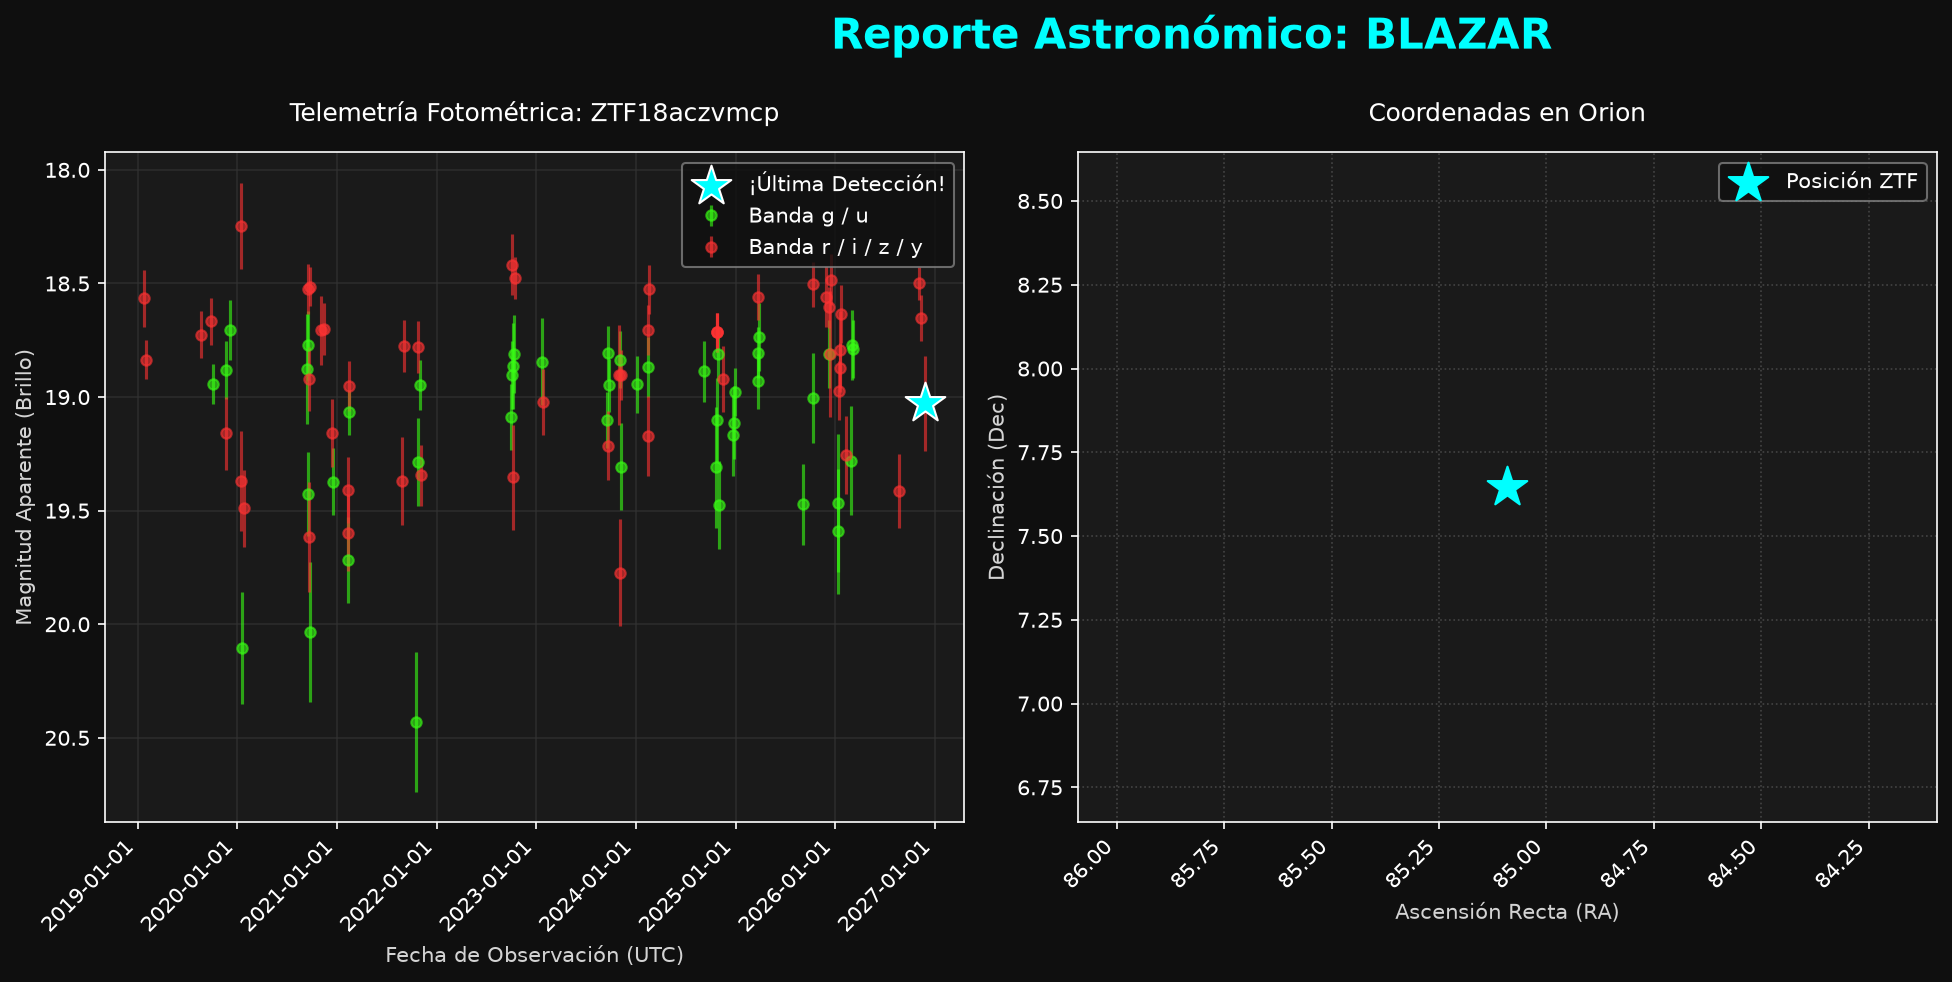 Reporte Astronómico: BLAZAR
Telemetría Fotométrica: ZTF18aczvmcp
¡Última Detección!
Banda g / u
Banda r / i / z / y
Magnitud Aparente (Brillo)
18.0
18.5
19.0
19.5
20.0
20.5
2019-01-01
2020-01-01
2021-01-01
2022-01-01
2023-01-01
2024-01-01
2025-01-01
2026-01-01
2027-01-01
Fecha de Observación (UTC)
Coordenadas en Orion
Posición ZTF
Declinación (Dec)
8.50
8.25
8.00
7.75
7.50
7.25
7.00
6.75
86.00
85.75
85.50
85.25
85.00
84.75
84.50
84.25
Ascensión Recta (RA)